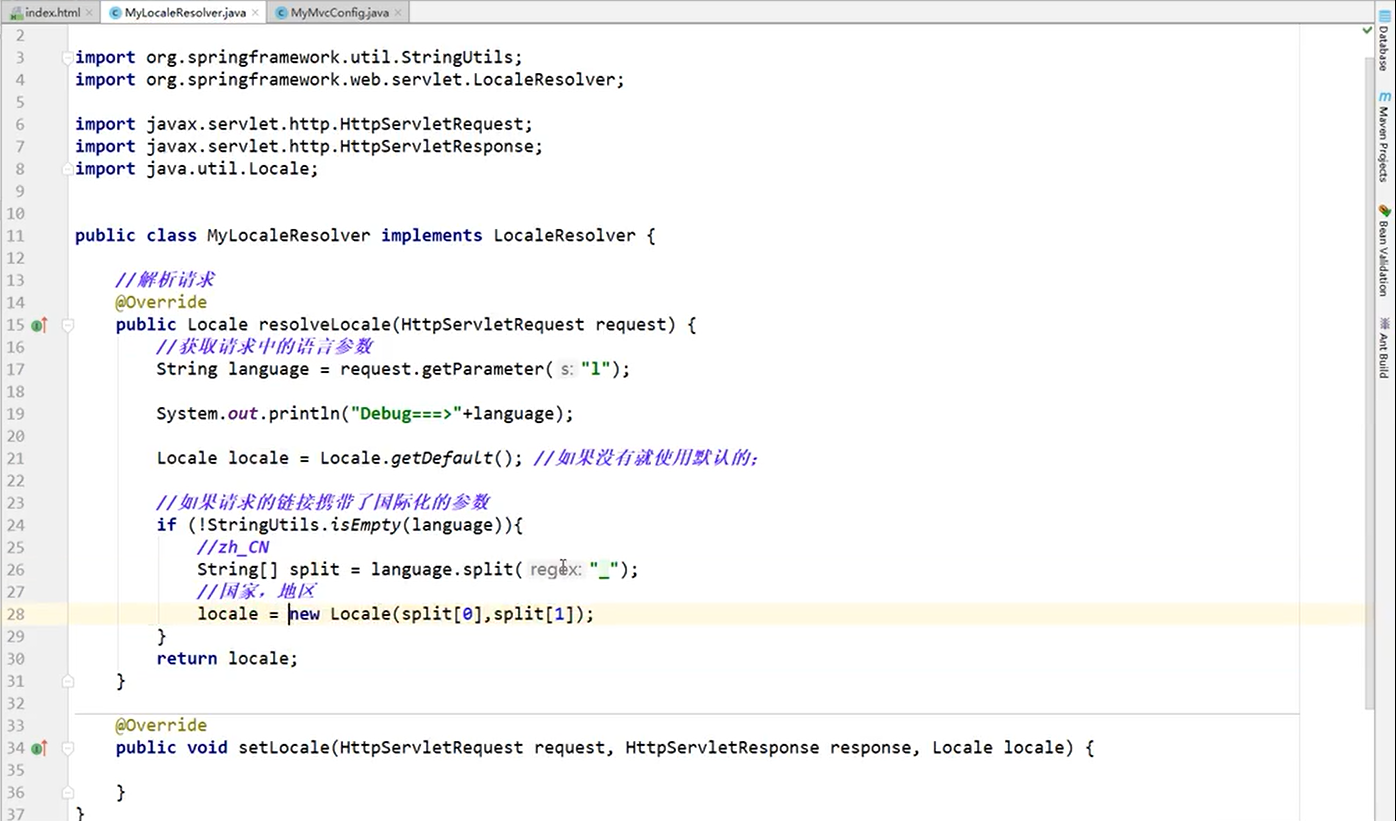 index.html MyLocaleResolver.java MyMvcConfig.java
2
3 import org.springframework.util.StringUtils;
4 import org.springframework.web.servlet.LocaleResolver;
5
6 import javax.servlet.http.HttpServletRequest;
7 import javax.servlet.http.HttpServletResponse;
8 import java.util.Locale;
9
10
11 public class MyLocaleResolver implements LocaleResolver {
12
13 //解析请求
14 @Override
15 public Locale resolveLocale(HttpServletRequest request) {
16 //获取请求中的语言参数
17 String language = request.getParameter( s: "l");
18
19 System.out.println("Debug===>"+language);
20
21 Locale locale = Locale.getDefault(); //如果没有就使用默认的;
22
23 //如果请求的链接携带了国际化的参数
24 if (!StringUtils.isEmpty(language)){
25 //zh_CN
26 String[] split = language.split( regex: "_");
27 //国家，地区
28 locale = new Locale(split[0],split[1]);
29 }
30 return locale;
31 }
32
33 @Override
34 public void setLocale(HttpServletRequest request, HttpServletResponse response, Locale locale) {
35
36 }
37 }
Database
Maven Projects
Bean Validation
Ant Build